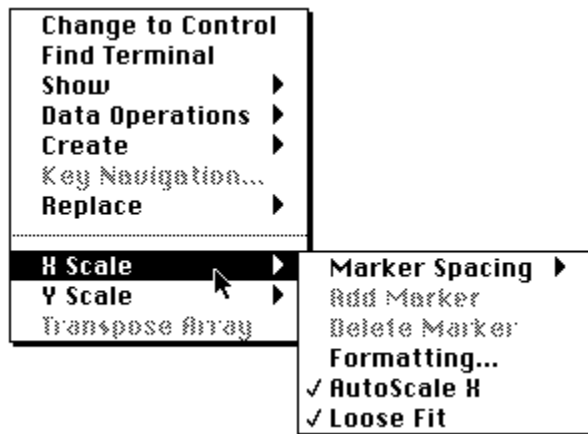 Change to Control
Find Terminal
Show
Data Operations
Create
Key Navigation...
Replace
X Scale
Y Scale
Transpose Array
Marker Spacing
Add Marker
Delete Marker
Formatting...
AutoScale X
Loose Fit